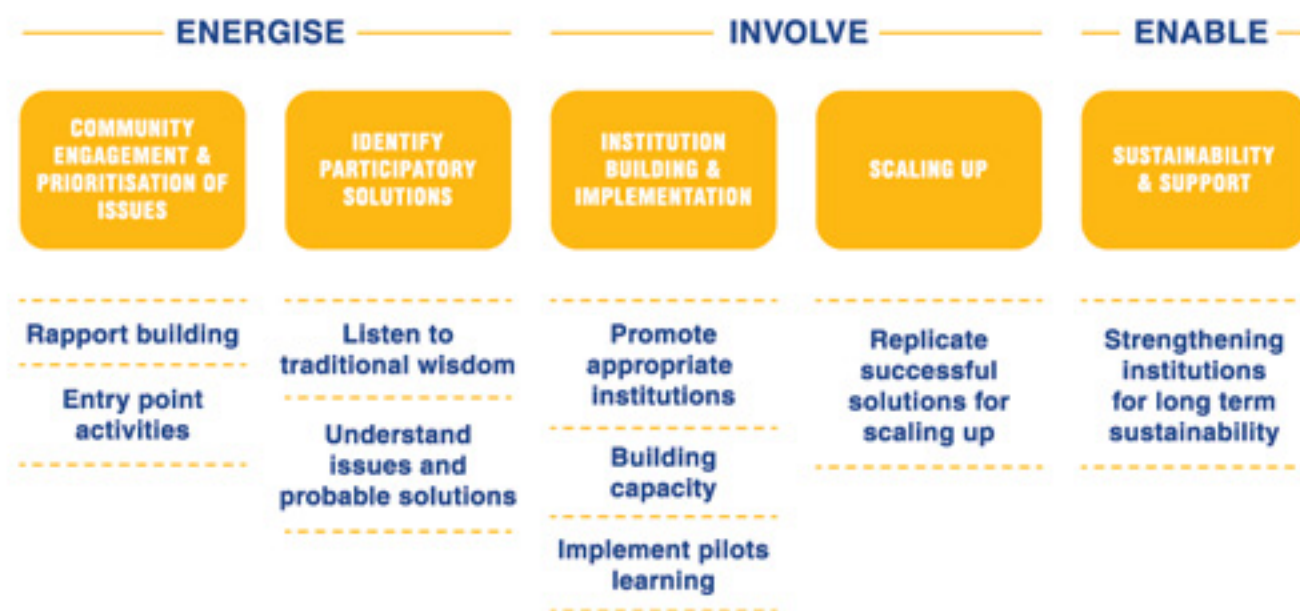 ENERGISE
INVOLVE
ENABLE
COMMUNITY
ENGAGEMENT &
PRIORITISATION OF
ISSUES
IDENTIFY
PARTICIPATORY
SOLUTIONS
INSTITUTION
BUILDING &
IMPLEMENTATION
SCALING UP
SUSTAINABILITY
& SUPPORT
Rapport building
Entry point
activities
Listen to
traditional wisdom
Understand
issues and
probable solutions
Promote
appropriate
institutions
Building
capacity
Implement pilots
learning
Replicate
successful
solutions for
scaling up
Strengthening
institutions
for long term
sustainability